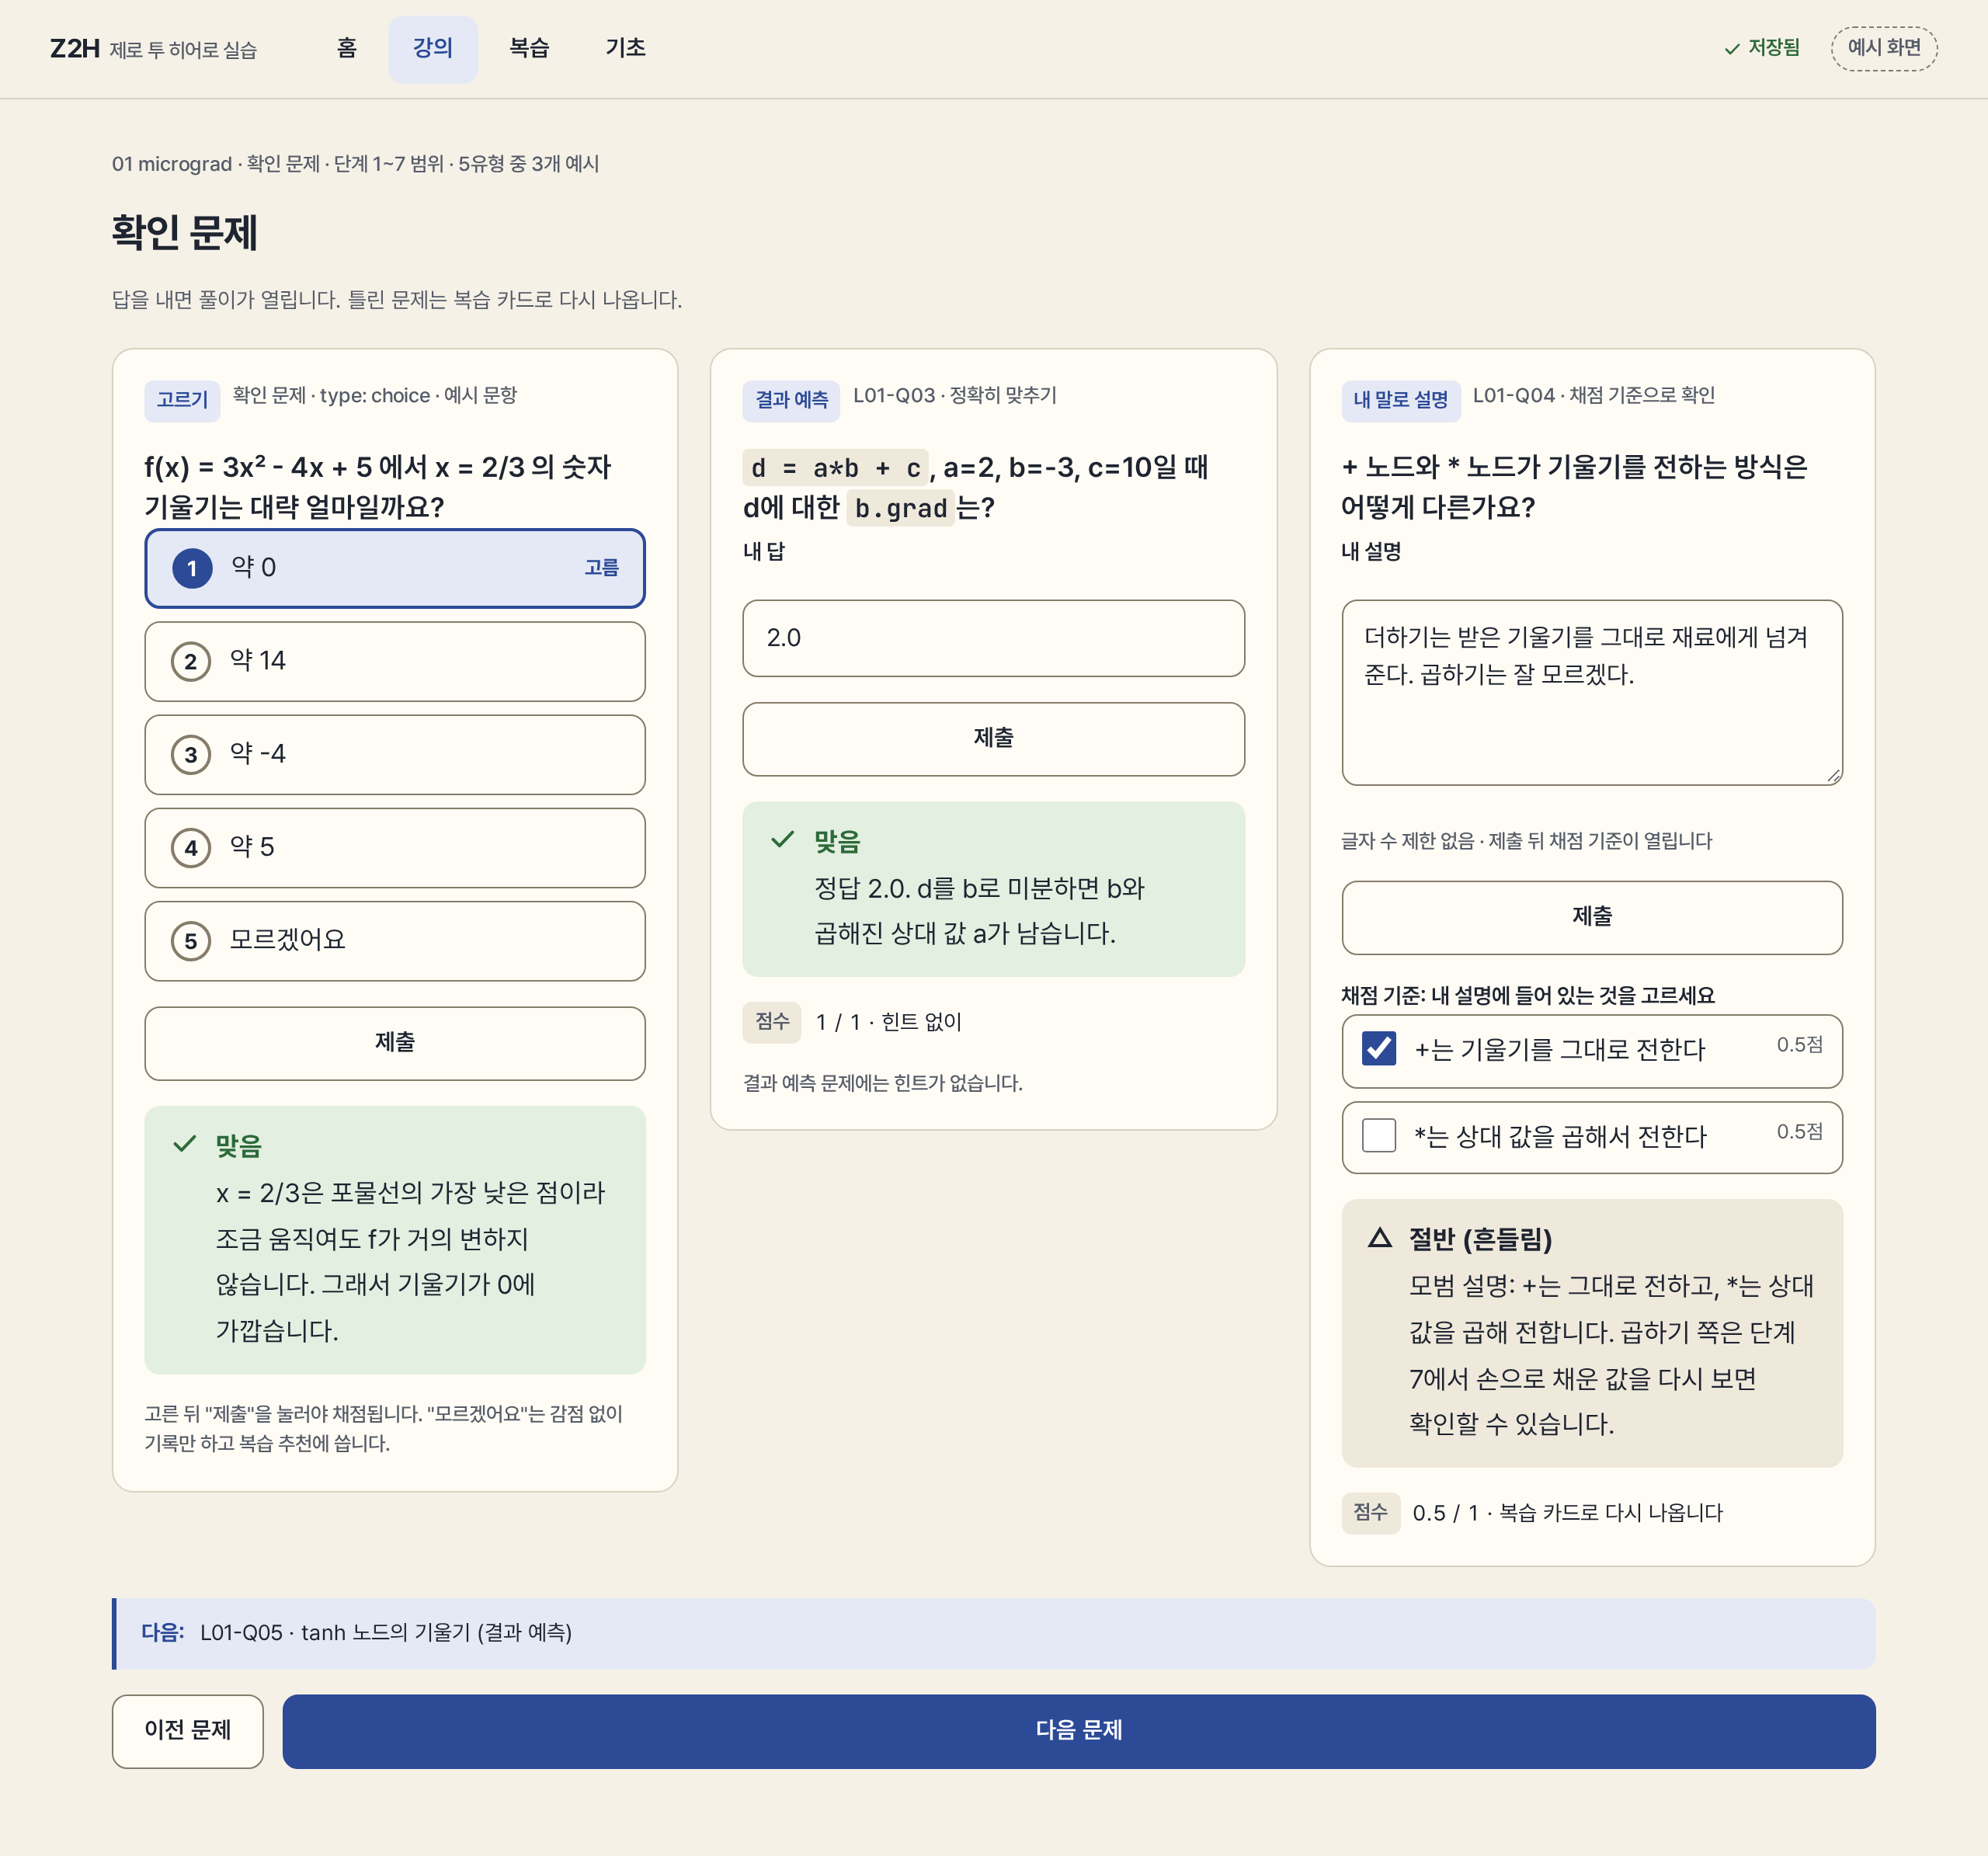 Z2H 제로 투 히어로 실습
홈
강의
복습
기초
저장됨
예시 화면
01 micrograd · 확인 문제 · 단계 1~7 범위 · 5유형 중 3개 예시
확인 문제
답을 내면 풀이가 열립니다. 틀린 문제는 복습 카드로 다시 나옵니다.
고르기 확인 문제 · type: choice · 예시 문항
f(x) = 3x² - 4x + 5 에서 x = 2/3 의 숫자
기울기는 대략 얼마일까요?
1 약 0 고름
2 약 14
3 약 -4
4 약 5
5 모르겠어요
제출
맞음
x = 2/3은 포물선의 가장 낮은 점이라
조금 움직여도 f가 거의 변하지
않습니다. 그래서 기울기가 0에
가깝습니다.
고른 뒤 "제출"을 눌러야 채점됩니다. "모르겠어요"는 감점 없이
기록만 하고 복습 추천에 씁니다.
결과 예측 L01-Q03 · 정확히 맞추기
d = a*b + c, a=2, b=-3, c=10일 때
d에 대한 b.grad는?
내 답
2.0
제출
맞음
정답 2.0. d를 b로 미분하면 b와
곱해진 상대 값 a가 남습니다.
점수 1 / 1 · 힌트 없이
결과 예측 문제에는 힌트가 없습니다.
내 말로 설명 L01-Q04 · 채점 기준으로 확인
+ 노드와 * 노드가 기울기를 전하는 방식은
어떻게 다른가요?
내 설명
더하기는 받은 기울기를 그대로 재료에게 넘겨
준다. 곱하기는 잘 모르겠다.
글자 수 제한 없음 · 제출 뒤 채점 기준이 열립니다
제출
채점 기준: 내 설명에 들어 있는 것을 고르세요
+는 기울기를 그대로 전한다 0.5점
*는 상대 값을 곱해서 전한다 0.5점
절반 (흔들림)
모범 설명: +는 그대로 전하고, *는 상대
값을 곱해 전합니다. 곱하기 쪽은 단계
7에서 손으로 채운 값을 다시 보면
확인할 수 있습니다.
점수 0.5 / 1 · 복습 카드로 다시 나옵니다
다음: L01-Q05 · tanh 노드의 기울기 (결과 예측)
이전 문제
다음 문제